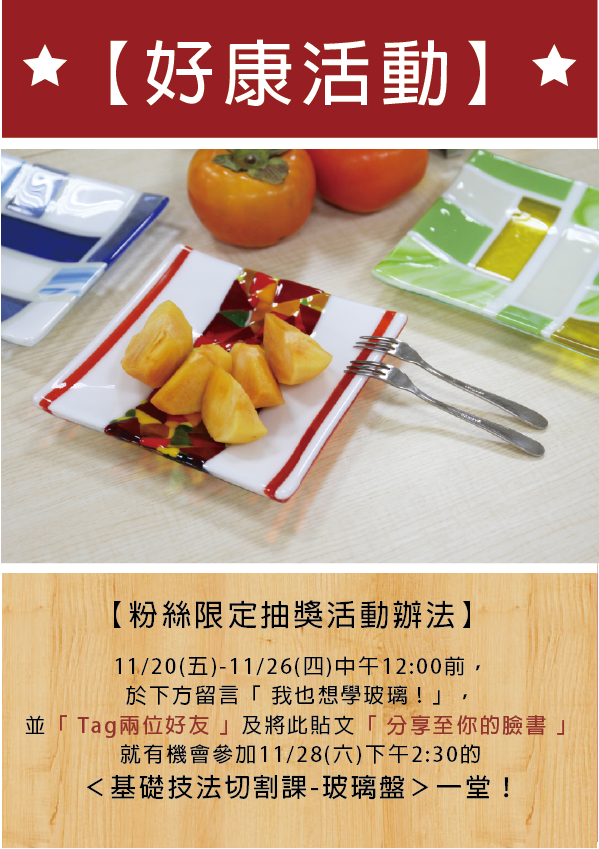 ★【好康活動】★
【粉絲限定抽獎活動辦法】
11/20(五)-11/26(四)中午12:00前，
於下方留言「 我也想學玻璃！」，
並「 Tag兩位好友 」及將此貼文「 分享至你的臉書 」
就有機會參加11/28(六)下午2:30的
＜基礎技法切割課-玻璃盤＞一堂！